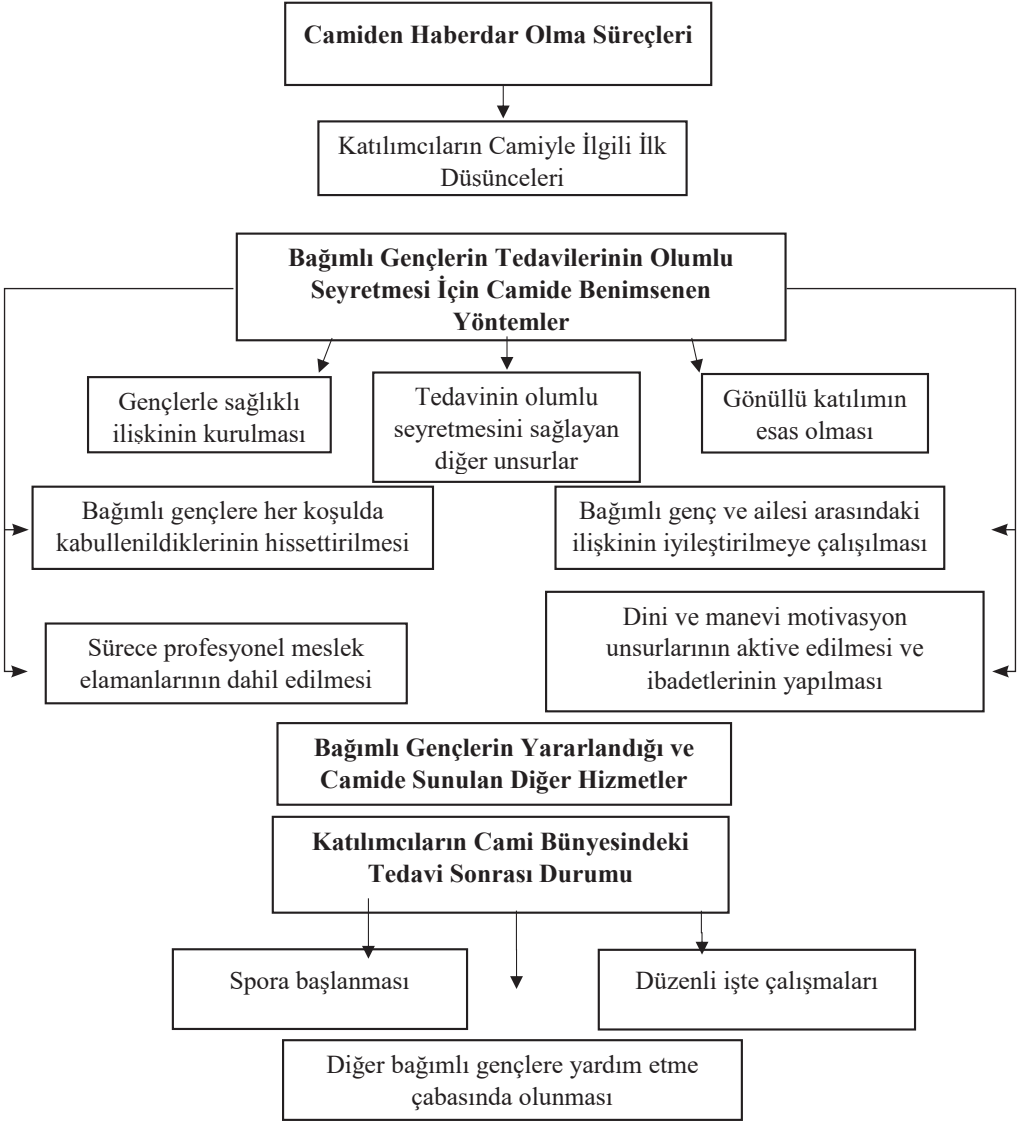 Camiden Haberdar Olma Süreçleri
Katılımcıların Camiyle İlgili İlk
Düsünceleri
Bağımlı Gençlerin Tedavilerinin Olumlu
Seyretmesi İçin Camide Benimsenen
Yöntemler
Gençlerle sağlıklı
ilişkinin kurulması
Tedavinin olumlu
seyretmesini sağlayan
diğer unsurlar
Gönüllü katılımın
esas olması
Bağımlı gençlere her koşulda
kabullenildiklerinin hissettirilmesi
Bağımlı genç ve ailesi arasındaki
ilişkinin iyileştirilmeye çalışılması
Sürece profesyonel meslek
elamanlarının dahil edilmesi
Dini ve manevi motivasyon
unsurlarının aktive edilmesi ve
ibadetlerinin yapılması
Bağımlı Gençlerin Yararlandığı ve
Camide Sunulan Diğer Hizmetler
Katılımcıların Cami Bünyesindeki
Tedavi Sonrası Durumu
Spora başlanması
Düzenli işte çalışmaları
Diğer bağımlı gençlere yardım etme
çabasında olunması